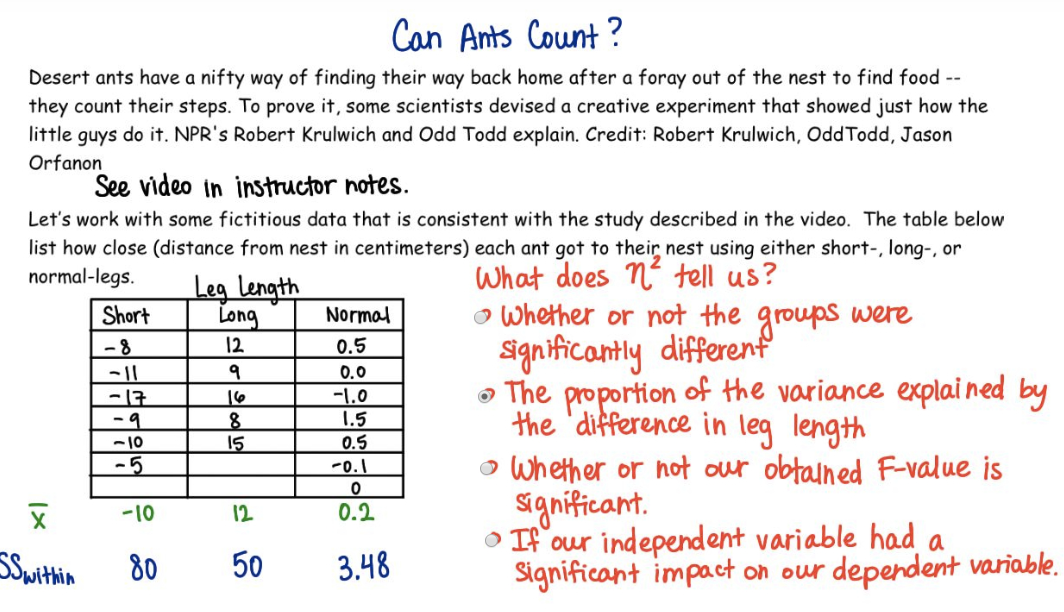 Can Ants Count?
Desert ants have a nifty way of finding their way back home after a foray out of the nest to find food --
they count their steps. To prove it, some scientists devised a creative experiment that showed just how the
little guys do it. NPR's Robert Krulwich and Odd Todd explain. Credit: Robert Krulwich, OddTodd, Jason
Orfanon
See video in instructor notes.
Let's work with some fictitious data that is consistent with the study described in the video. The table below
list how close (distance from nest in centimeters) each ant got to their nest using either short-, long-, or
normal-legs.
Leg Length
Short Long Normal
-8 12 0.5
-11 9 0.0
-17 16 -1.0
-9 8 1.5
-10 15 0.5
-5 -0.1
0
x̄ -10 12 0.2
SSwithin 80 50 3.48
What does η² tell us?
Whether or not the groups were
significantly different
The proportion of the variance explained by
the difference in leg length
Whether or not our obtained F-value is
significant.
If our independent variable had a
significant impact on our dependent variable.